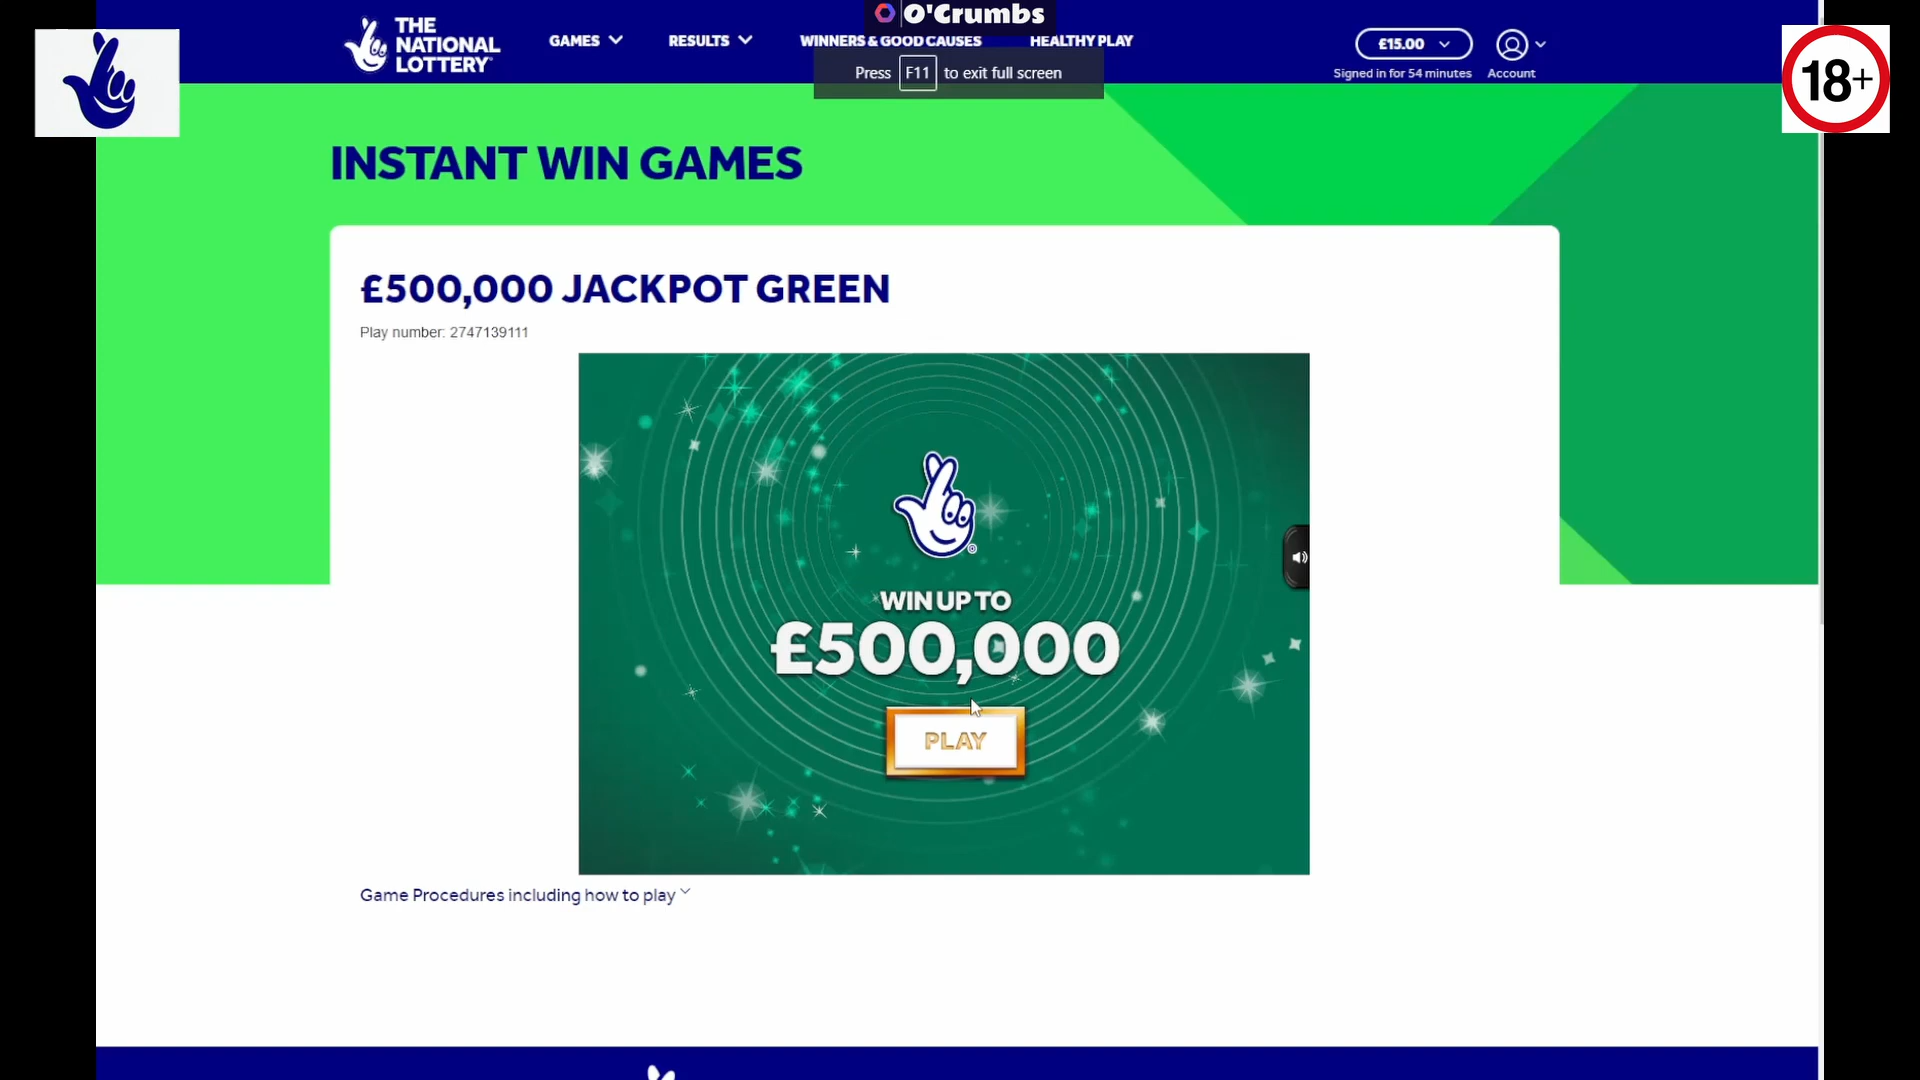 O'Crumbs
THE
NATIONAL
LOTTERY®
GAMES
RESULTS
WINNERS & GOOD CAUSES
HEALTHY PLAY
£15.00
Signed in for 54 minutes
Account
Press F11 to exit full screen
18+
INSTANT WIN GAMES
£500,000 JACKPOT GREEN
Play number: 2747139111
WIN UP TO
£500,000
PLAY
Game Procedures including how to play